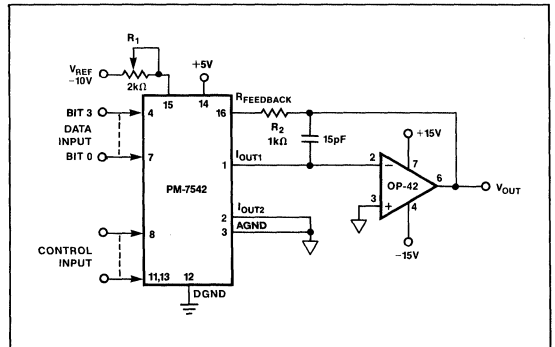 R1
VREF
-10V
2kΩ
+5V
15
14
RFEEDBACK
16
R2
1kΩ
15pF
BIT 3
4
DATA
INPUT
BIT 0
7
+15V
IOUT1
1
2
7
PM-7542
OP-42
6
VOUT
3
4
IOUT2
2
AGND
3
8
-15V
CONTROL
INPUT
11,13
12
DGND